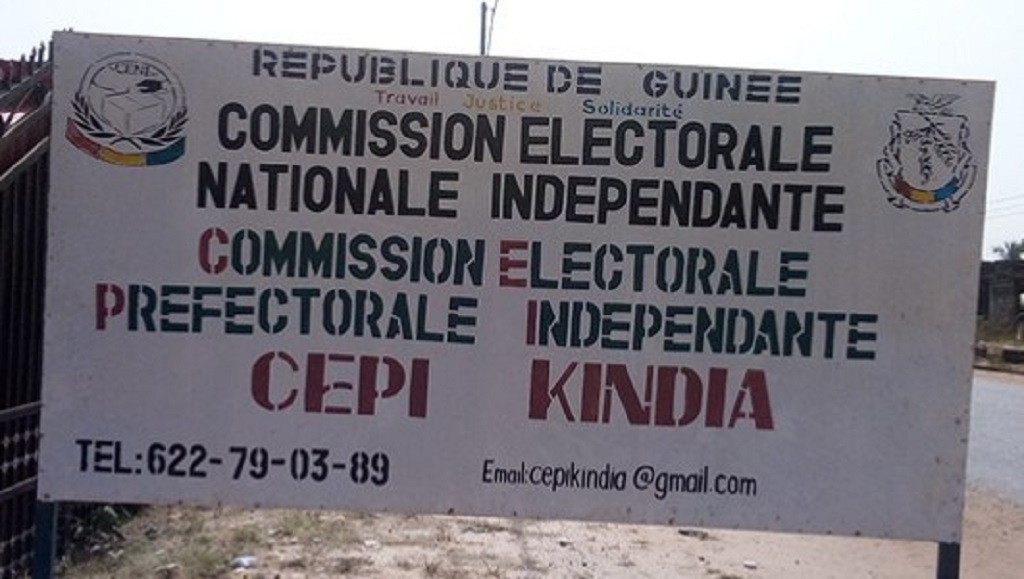 REPUBLIQUE DE GUINEE
Travail Justice Solidarité
COMMISSION ELECTORALE
NATIONALE INDEPENDANTE
COMMISSION ELECTORALE
PREFECTORALE INDEPENDANTE
CEPI KINDIA
TEL:622-79-03-89
Email:cepikindia@gmail.com
CENI